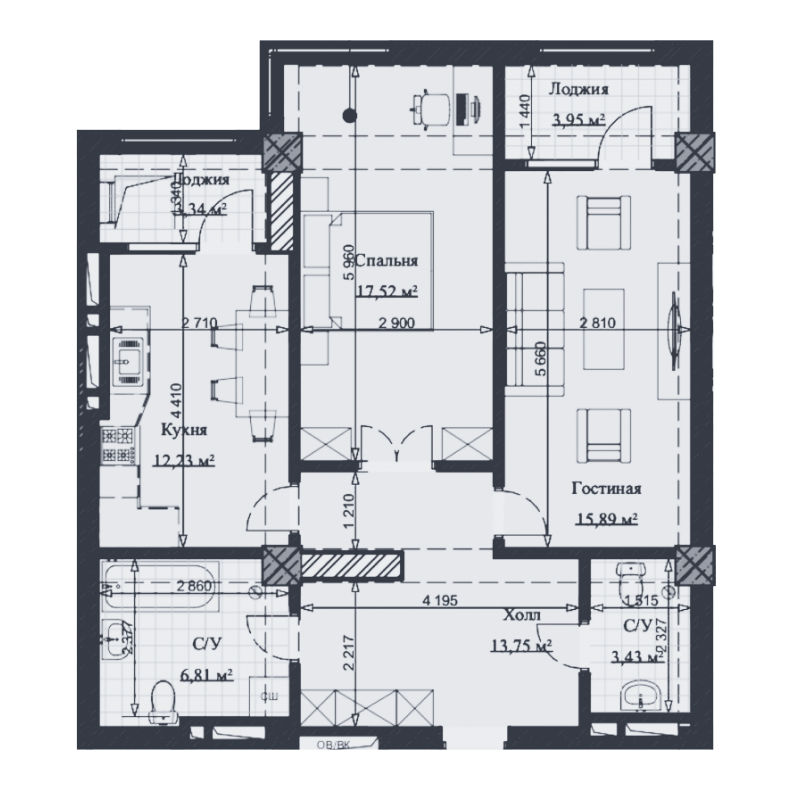 Лоджия
3,95 м²
1 440
Лоджия
3,34 м²
1 340
Спальня
17,52 м²
5 960
2 710
2 900
2 810
5 660
4 410
Кухня
12,23 м²
Гостиная
15,89 м²
1 210
2 860
4 195
1 515
Холл
13,75 м²
С/У
6,81 м²
2 377
2 217
С/У
3,43 м²
2 327
СШ
ОВ/ВК